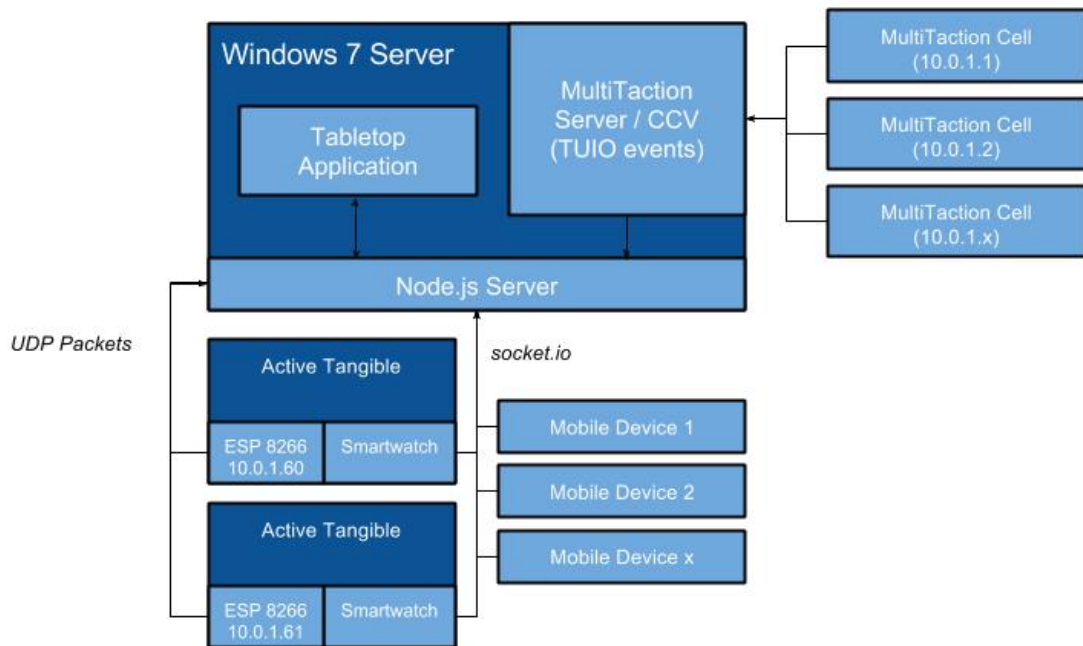 Windows 7 Server
MultiTaction
Server / CCV
(TUIO events)
Tabletop
Application
Node.js Server
MultiTaction Cell
(10.0.1.1)
MultiTaction Cell
(10.0.1.2)
MultiTaction Cell
(10.0.1.x)
UDP Packets
socket.io
Active Tangible
ESP 8266
10.0.1.60
Smartwatch
Active Tangible
ESP 8266
10.0.1.61
Smartwatch
Mobile Device 1
Mobile Device 2
Mobile Device x